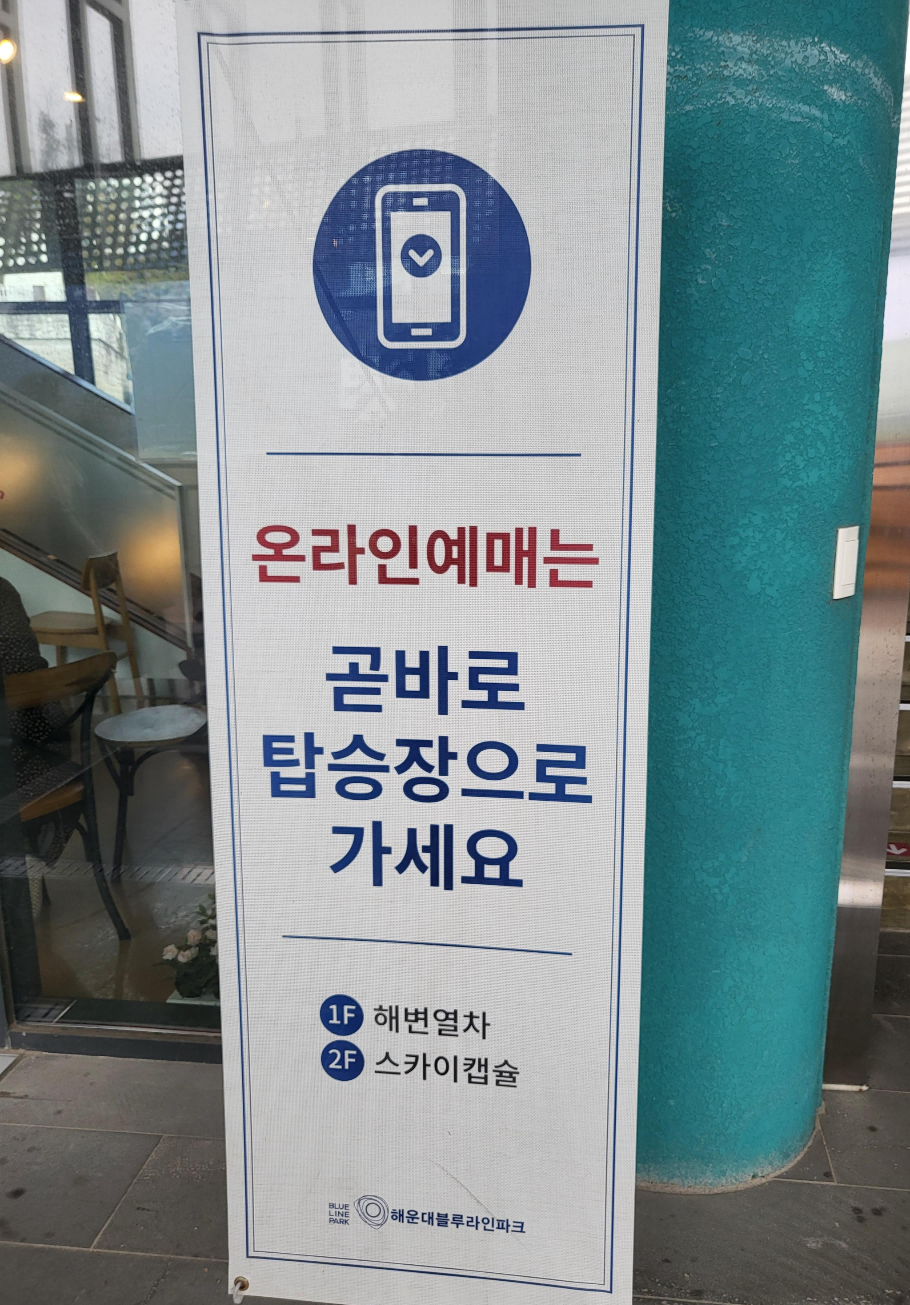 온라인예매는
곧바로
탑승장으로
가세요
1F 해변열차
2F 스카이캡슐
BLUE
LINE
PARK
해운대블루라인파크